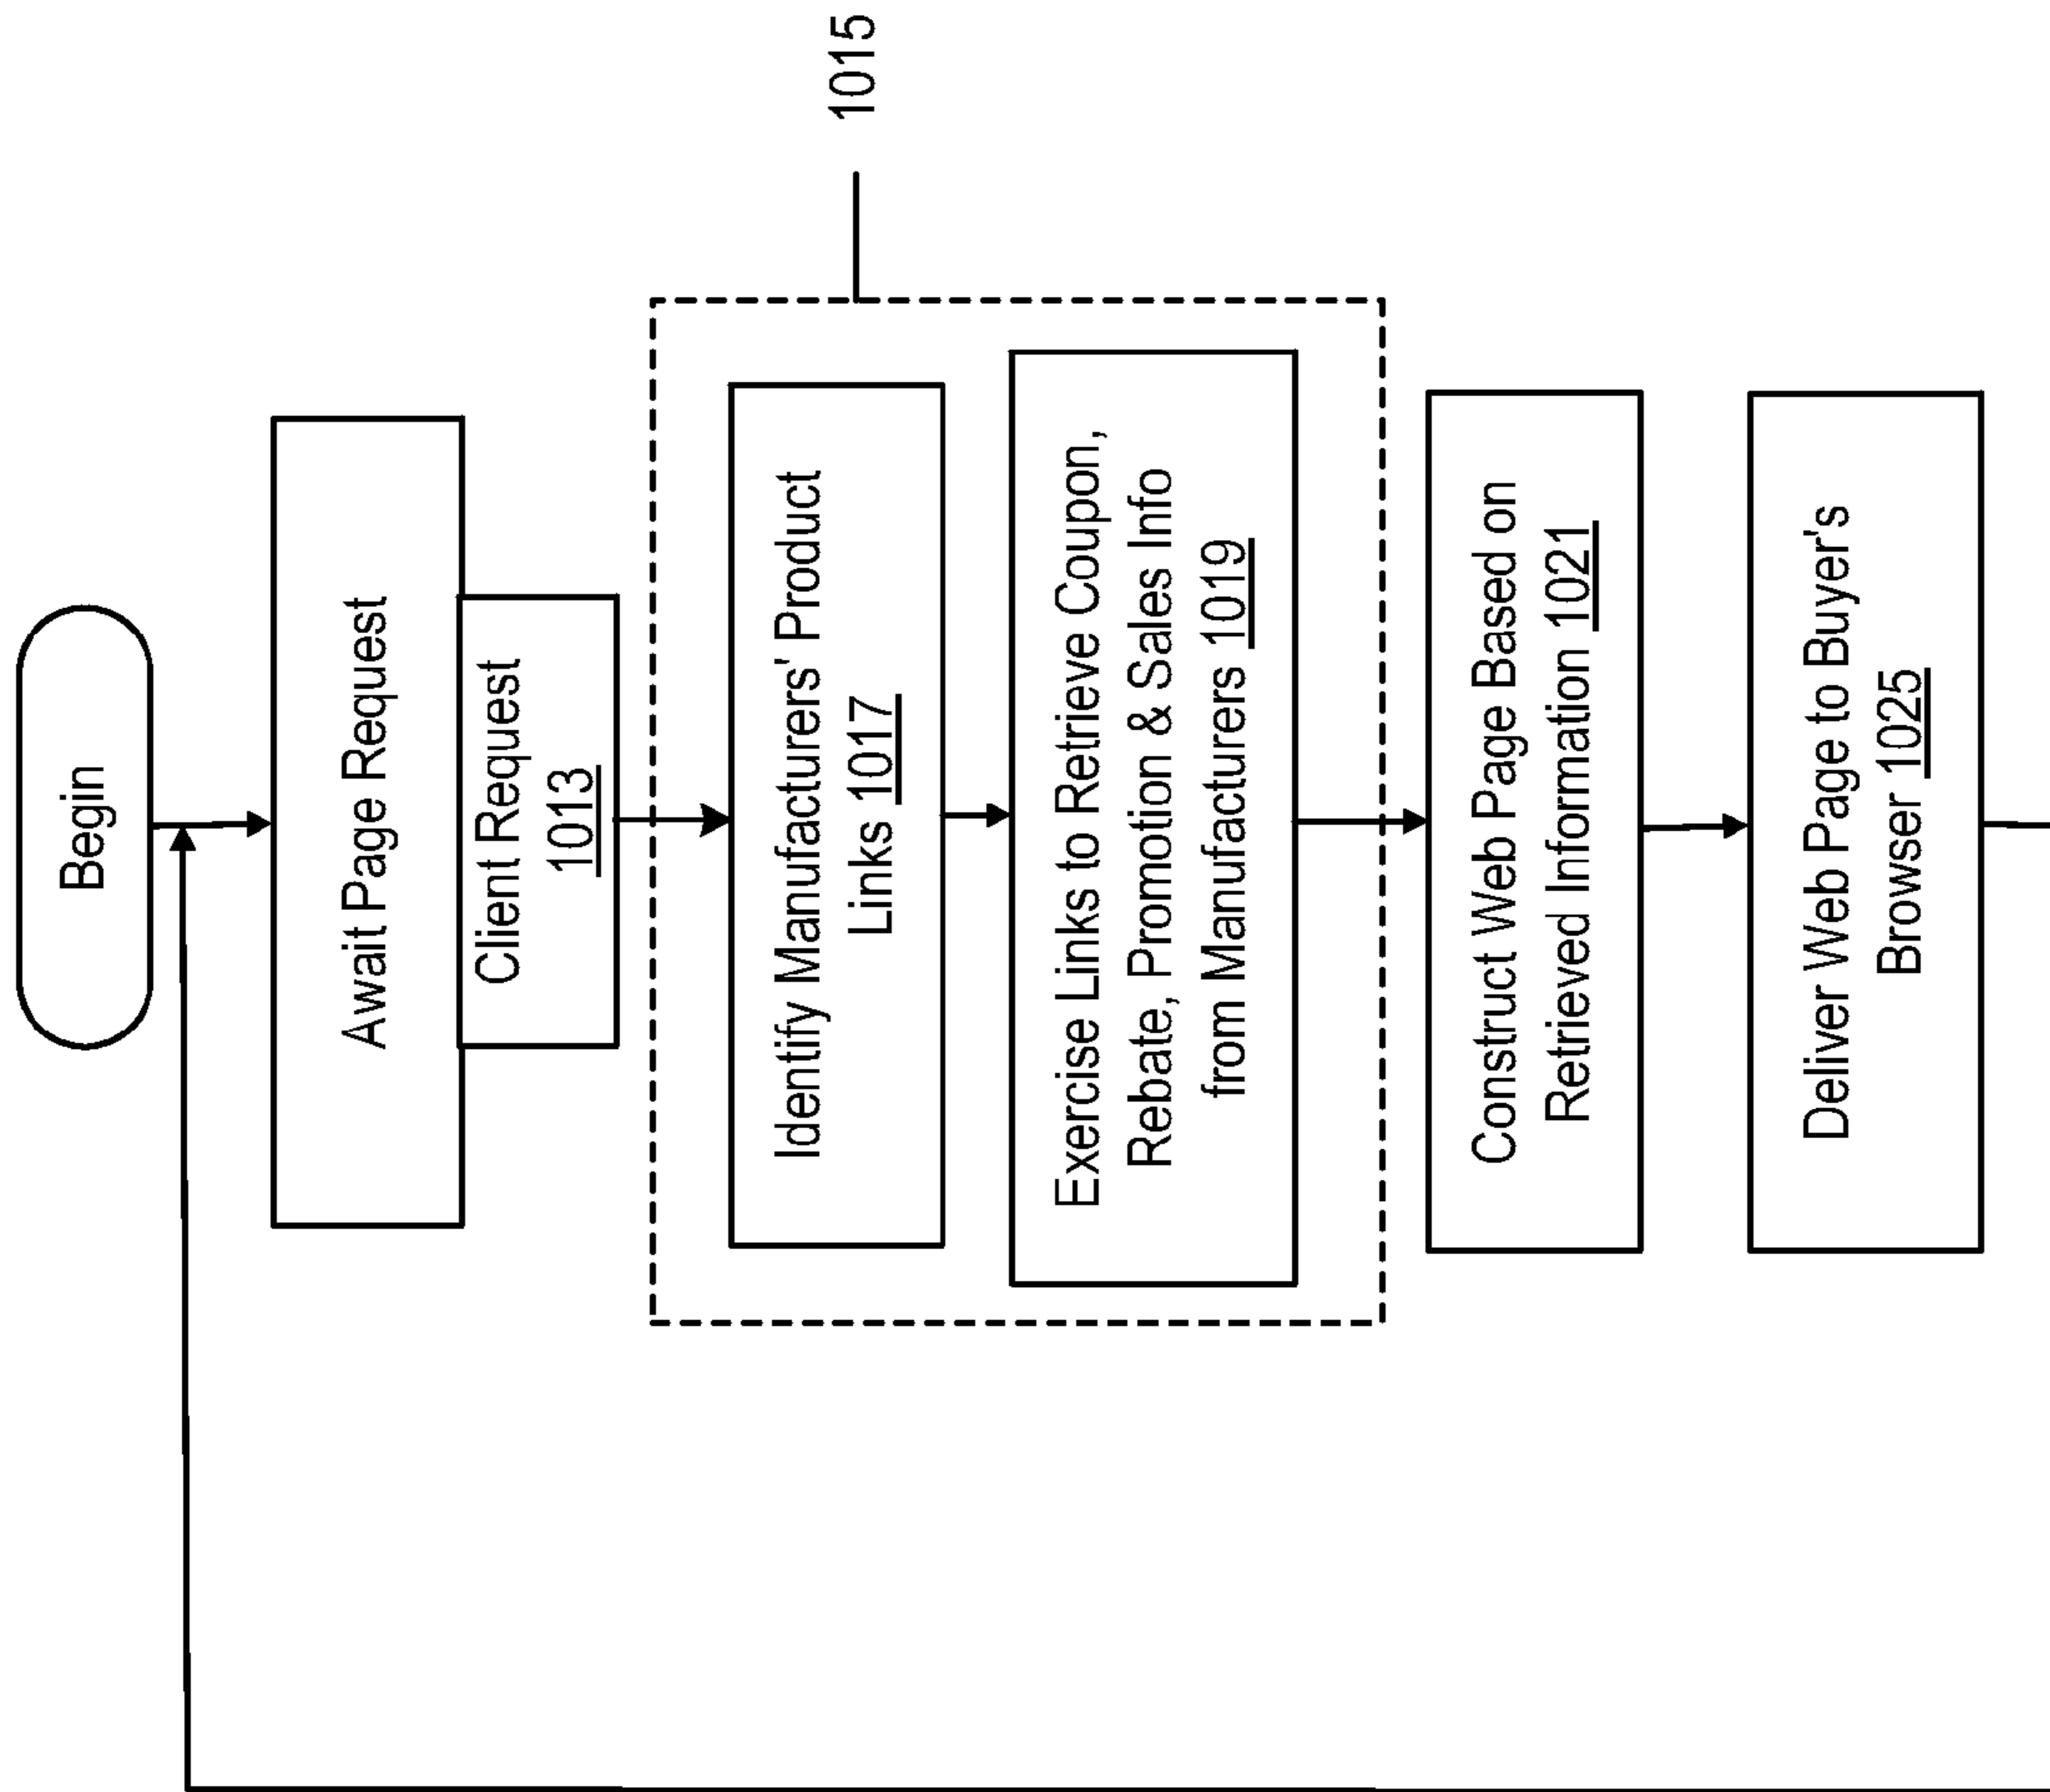 Begin
Await Page Request
Client Request
1013
1015
Identify Manufacturers' Product
Links 1017
Exercise Links to Retrieve Coupon,
Rebate, Promotion & Sales Info
from Manufacturers 1019
Construct Web Page Based on
Retrieved Information 1021
Deliver Web Page to Buyer's
Browser 1025